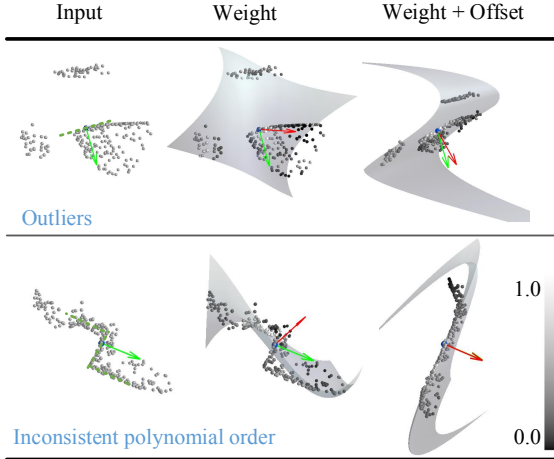 Input Weight Weight + Offset
Outliers
1.0
Inconsistent polynomial order
0.0